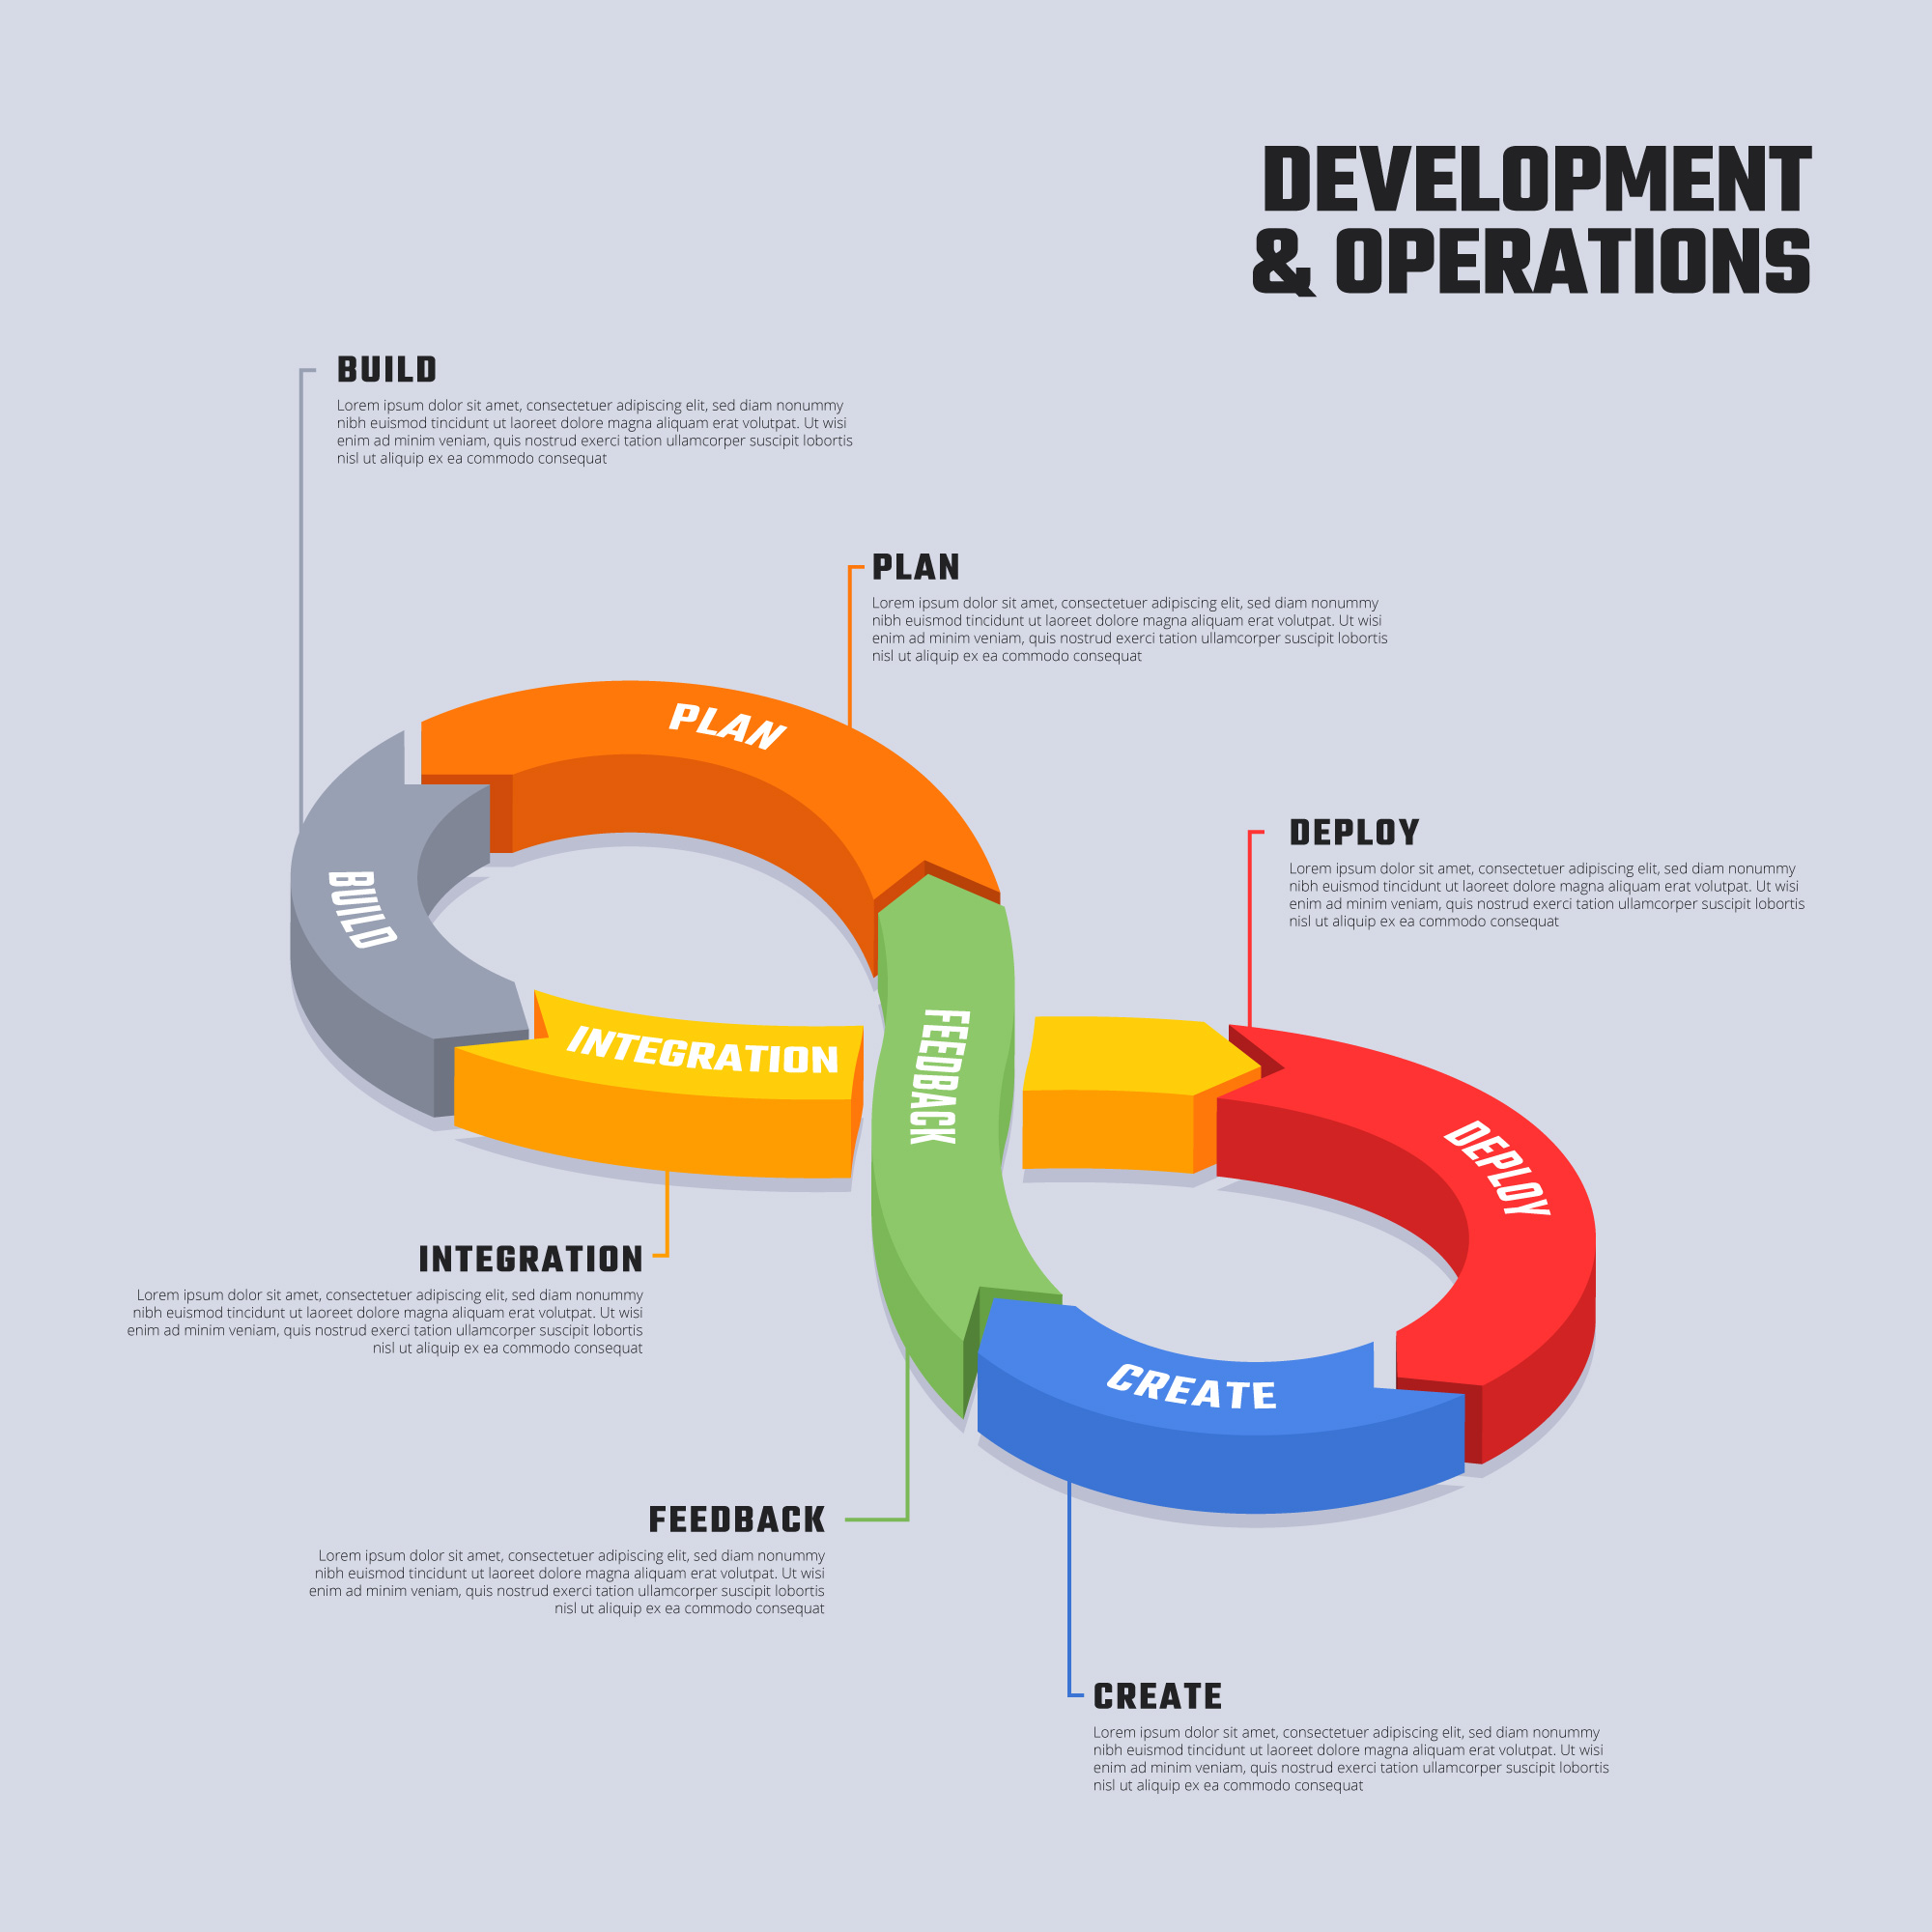 DEVELOPMENT
& OPERATIONS
BUILD
Lorem ipsum dolor sit amet, consectetuer adipiscing elit, sed diam nonummy
nibh euismod tincidunt ut laoreet dolore magna aliquam erat volutpat. Ut wisi
enim ad minim veniam, quis nostrud exerci tation ullamcorper suscipit lobortis
nisl ut aliquip ex ea commodo consequat
PLAN
Lorem ipsum dolor sit amet, consectetuer adipiscing elit, sed diam nonummy
nibh euismod tincidunt ut laoreet dolore magna aliquam erat volutpat. Ut wisi
enim ad minim veniam, quis nostrud exerci tation ullamcorper suscipit lobortis
nisl ut aliquip ex ea commodo consequat
PLAN
DEPLOY
Lorem ipsum dolor sit amet, consectetuer adipiscing elit, sed diam nonummy
nibh euismod tincidunt ut laoreet dolore magna aliquam erat volutpat. Ut wisi
enim ad minim veniam, quis nostrud exerci tation ullamcorper suscipit lobortis
nisl ut aliquip ex ea commodo consequat
BUILD
INTEGRATION
FEEDBACK
DEPLOY
INTEGRATION
Lorem ipsum dolor sit amet, consectetuer adipiscing elit, sed diam nonummy
nibh euismod tincidunt ut laoreet dolore magna aliquam erat volutpat. Ut wisi
enim ad minim veniam, quis nostrud exerci tation ullamcorper suscipit lobortis
nisl ut aliquip ex ea commodo consequat
CREATE
FEEDBACK
Lorem ipsum dolor sit amet, consectetuer adipiscing elit, sed diam nonummy
nibh euismod tincidunt ut laoreet dolore magna aliquam erat volutpat. Ut wisi
enim ad minim veniam, quis nostrud exerci tation ullamcorper suscipit lobortis
nisl ut aliquip ex ea commodo consequat
CREATE
Lorem ipsum dolor sit amet, consectetuer adipiscing elit, sed diam nonummy
nibh euismod tincidunt ut laoreet dolore magna aliquam erat volutpat. Ut wisi
enim ad minim veniam, quis nostrud exerci tation ullamcorper suscipit lobortis
nisl ut aliquip ex ea commodo consequat